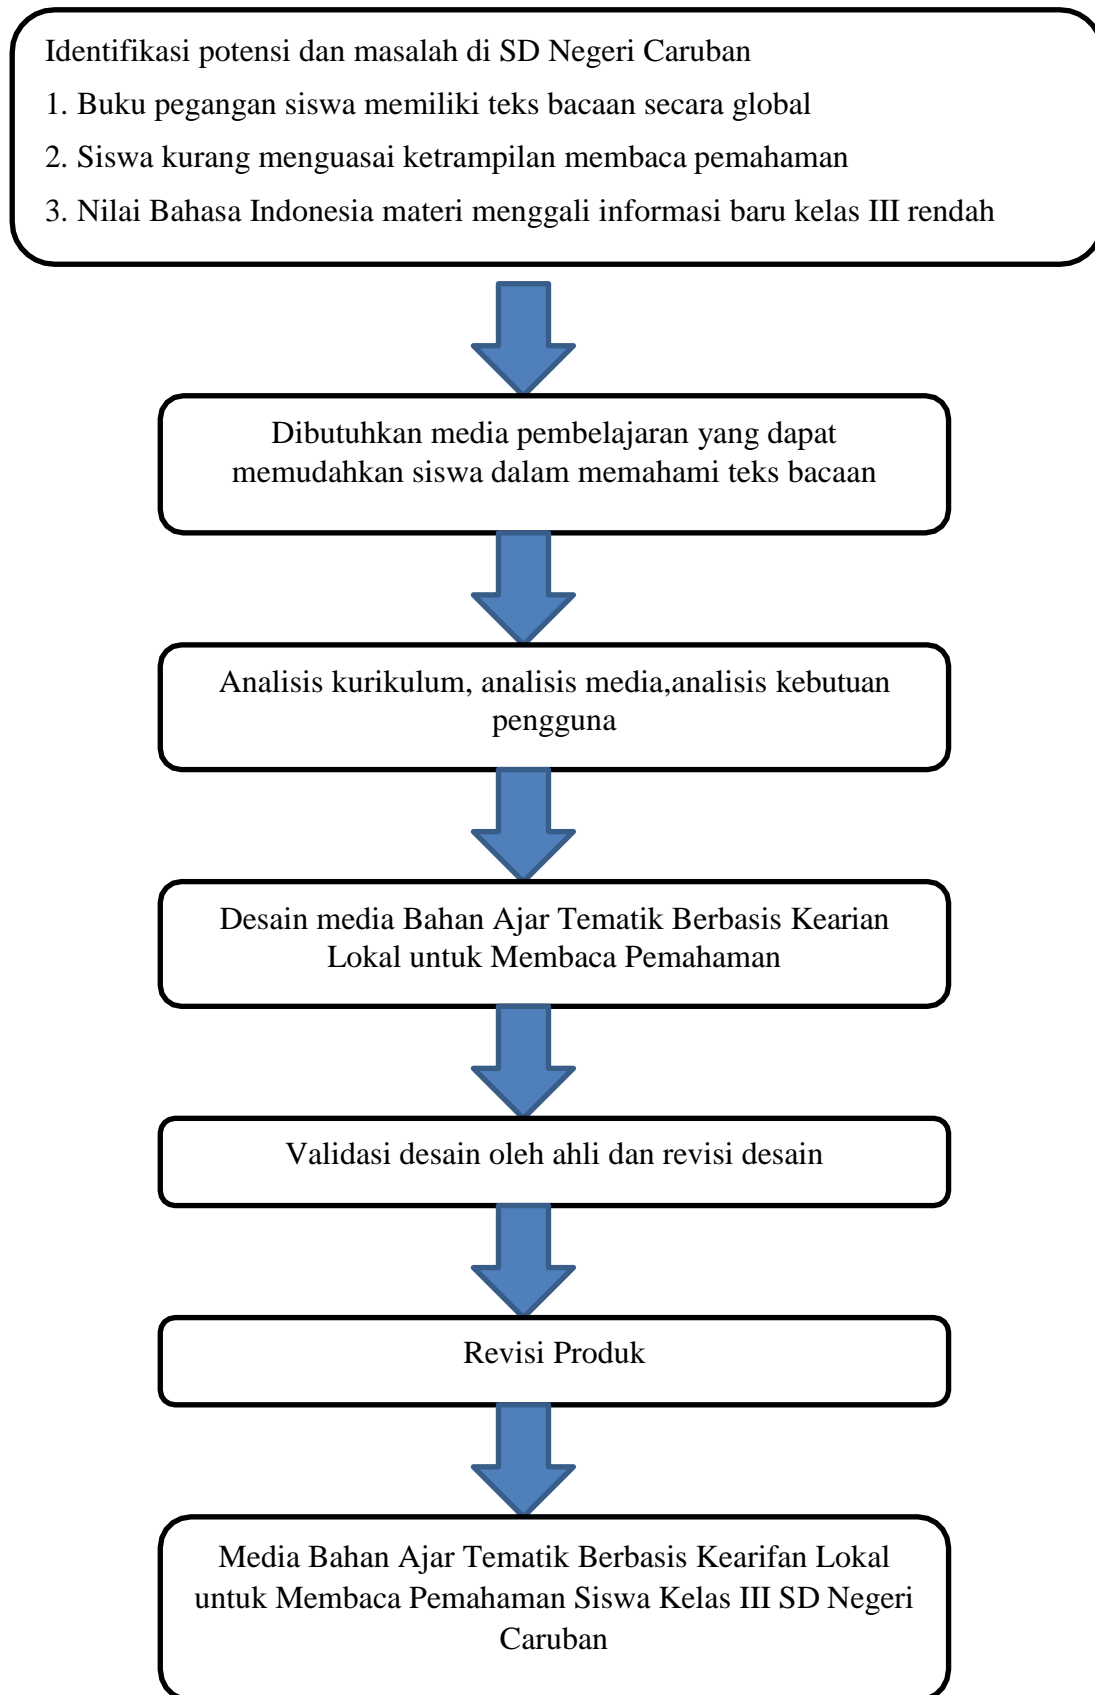 Identifikasi potensi dan masalah di SD Negeri Caruban
1. Buku pegangan siswa memiliki teks bacaan secara global
2. Siswa kurang menguasai ketrampilan membaca pemahaman
3. Nilai Bahasa Indonesia materi menggali informasi baru kelas III rendah
Dibutuhkan media pembelajaran yang dapat
memudahkan siswa dalam memahami teks bacaan
Analisis kurikulum, analisis media,analisis kebutuan
pengguna
Desain media Bahan Ajar Tematik Berbasis Kearian
Lokal untuk Membaca Pemahaman
Validasi desain oleh ahli dan revisi desain
Revisi Produk
Media Bahan Ajar Tematik Berbasis Kearifan Lokal
untuk Membaca Pemahaman Siswa Kelas III SD Negeri
Caruban